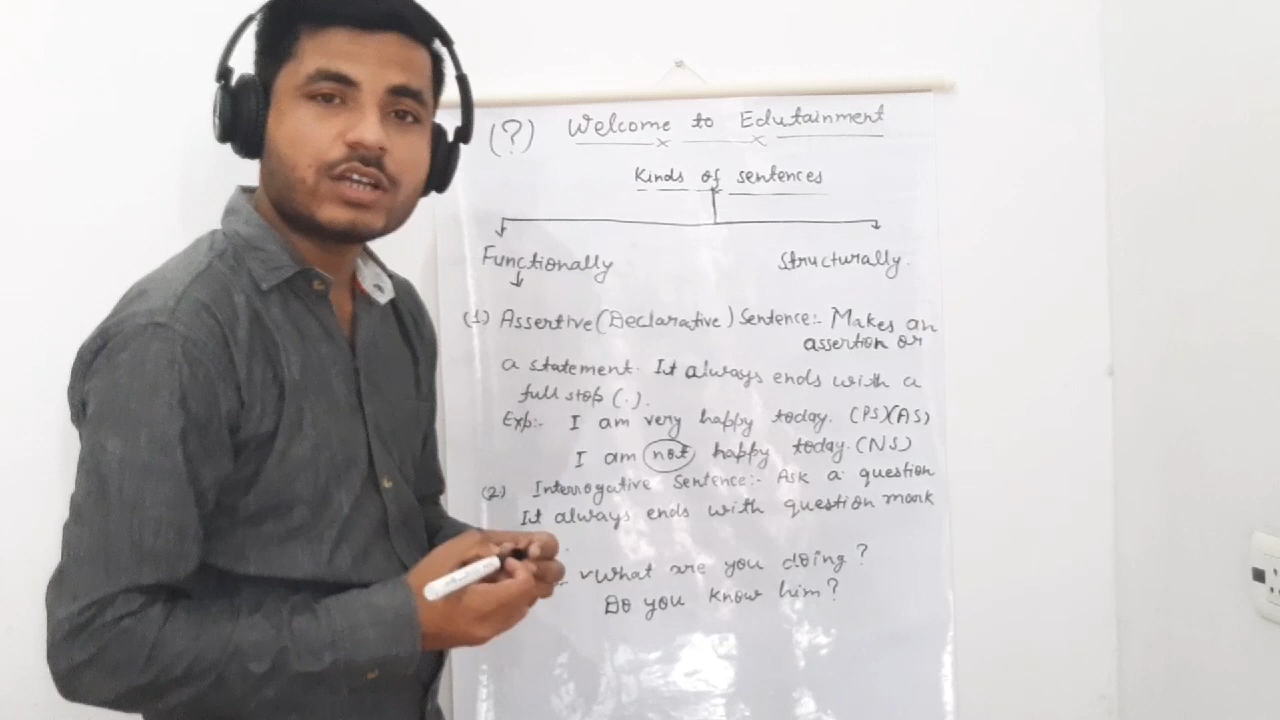 (?) Welcome to Edutainment
Kinds of sentences
Functionally
Structurally.
(1) Assertive (Declarative) Sentence:- Makes an
assertion or
a statement. It always ends with a
full stop (.).
Exp:- I am very happy today. (PS)(AS)
I am not happy today. (NS)
(2) Interrogative Sentence:- Ask a question
It always ends with question mark
What are you doing?
Do you know him?